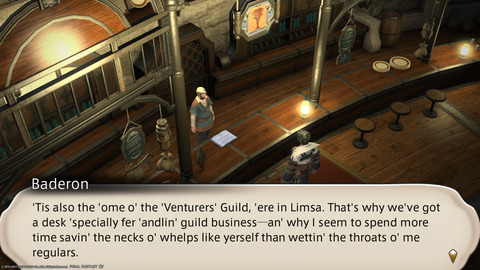 Baderon
'Tis also the 'ome o' the 'Venturers' Guild, 'ere in Limsa. That's why we've got
a desk 'specially fer 'andlin' guild business—an' why I seem to spend more
time savin' the necks o' whelps like yerself than wettin' the throats o' me
regulars.